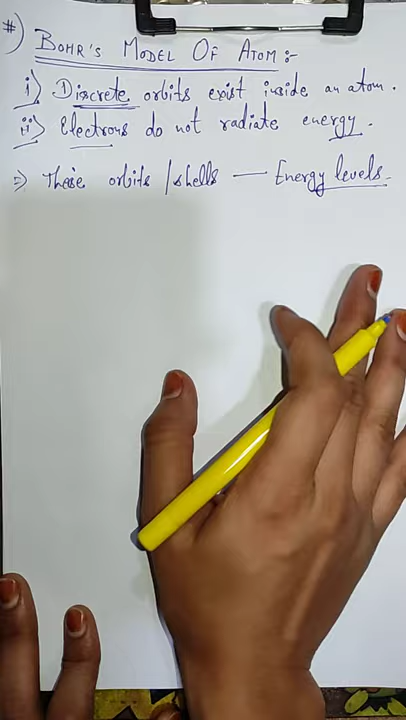 #) BOHR'S MODEL OF ATOM :-
i) Discrete orbits exist inside an atom.
ii) Electrons do not radiate energy.
=> These orbits / shells — Energy levels.